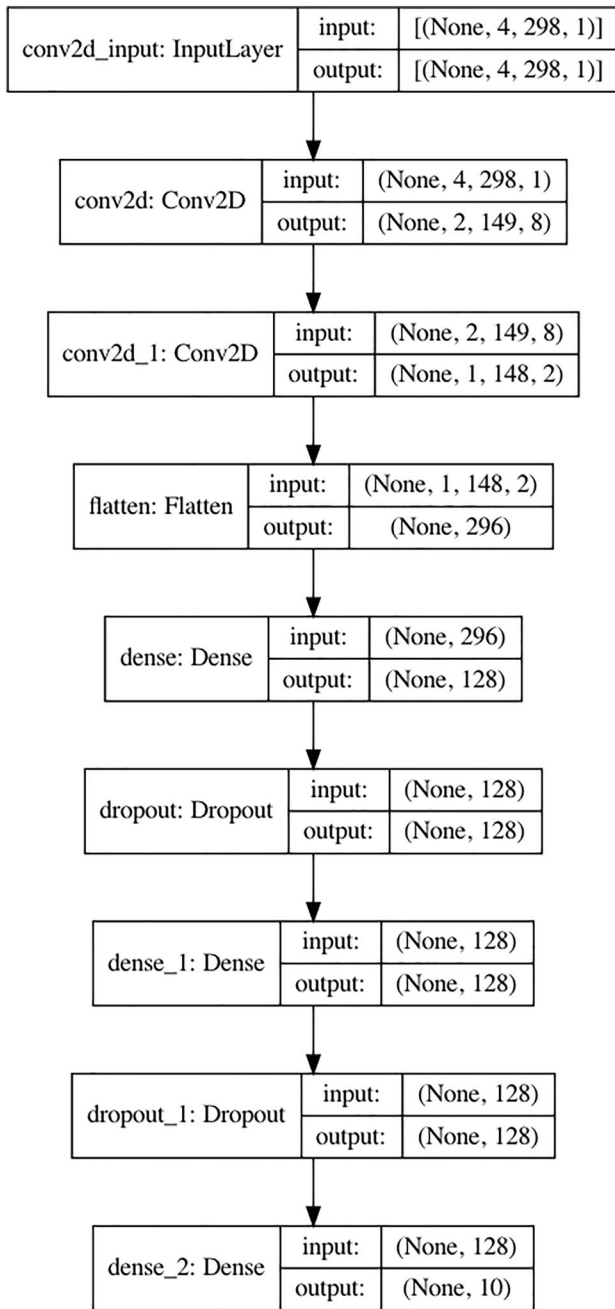 conv2d_input: InputLayer
input: [(None, 4, 298, 1)]
output: [(None, 4, 298, 1)]
conv2d: Conv2D
input: (None, 4, 298, 1)
output: (None, 2, 149, 8)
conv2d_1: Conv2D
input: (None, 2, 149, 8)
output: (None, 1, 148, 2)
flatten: Flatten
input: (None, 1, 148, 2)
output: (None, 296)
dense: Dense
input: (None, 296)
output: (None, 128)
dropout: Dropout
input: (None, 128)
output: (None, 128)
dense_1: Dense
input: (None, 128)
output: (None, 128)
dropout_1: Dropout
input: (None, 128)
output: (None, 128)
dense_2: Dense
input: (None, 128)
output: (None, 10)